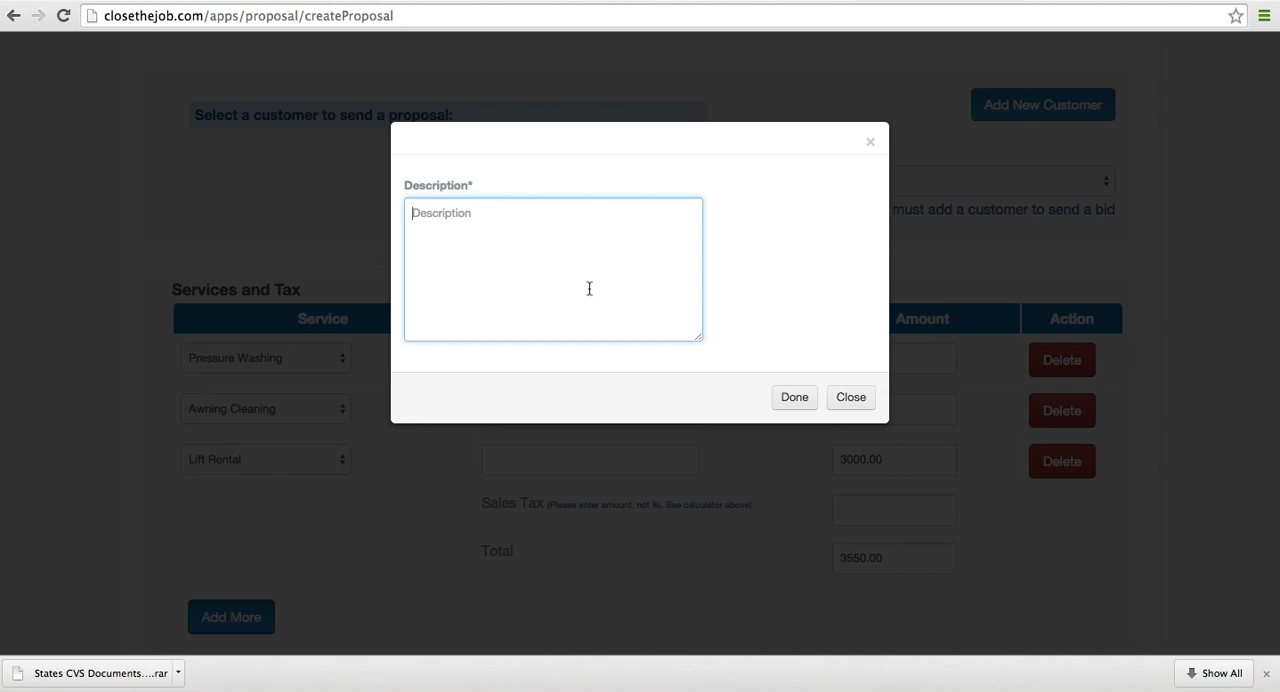 closethejob.com/apps/proposal/createProposal
Select a customer to send a proposal:
Add New Customer
must add a customer to send a bid
Description*
Description
Done
Close
Services and Tax
Service
Amount
Action
Pressure Washing
Delete
Awning Cleaning
Delete
Lift Rental
3000.00
Delete
Sales Tax (Please enter amount, not %. See calculator above)
Total
3550.00
Add More
States CVS Documents....rar
Show All